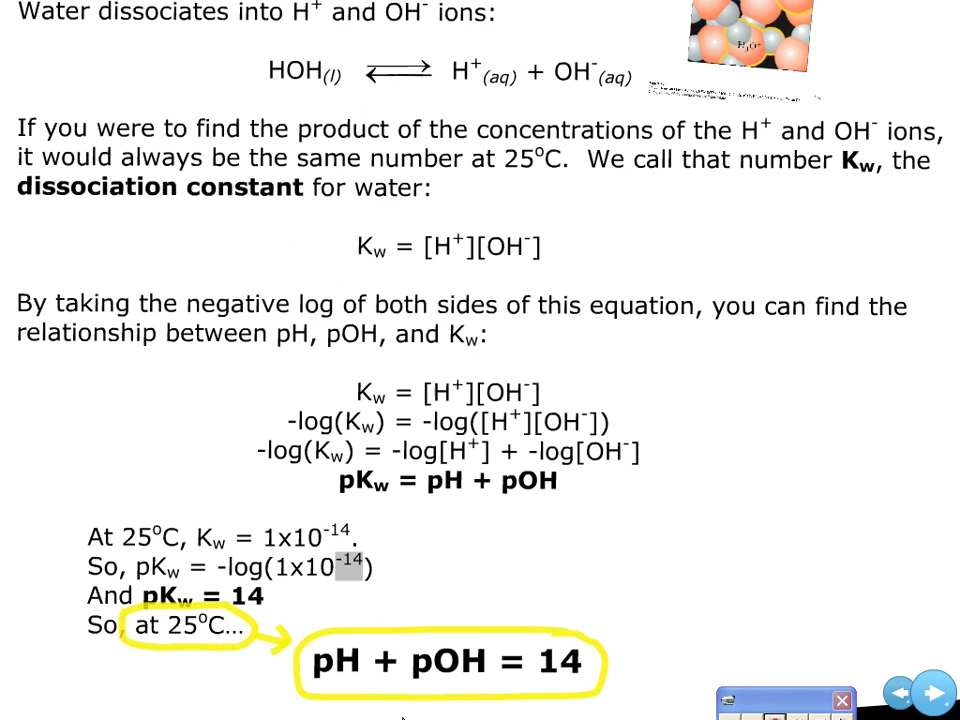 Water dissociates into H⁺ and OH⁻ ions:
H₃O⁺
HOH(l) ⇌ H⁺(aq) + OH⁻(aq)
If you were to find the product of the concentrations of the H⁺ and OH⁻ ions,
it would always be the same number at 25°C. We call that number Kw, the
dissociation constant for water:
Kw = [H⁺][OH⁻]
By taking the negative log of both sides of this equation, you can find the
relationship between pH, pOH, and Kw:
Kw = [H⁺][OH⁻]
-log(Kw) = -log([H⁺][OH⁻])
-log(Kw) = -log[H⁺] + -log[OH⁻]
pKw = pH + pOH
At 25°C, Kw = 1x10⁻¹⁴.
So, pKw = -log(1x10⁻¹⁴)
And pKw = 14
So, at 25°C...
pH + pOH = 14